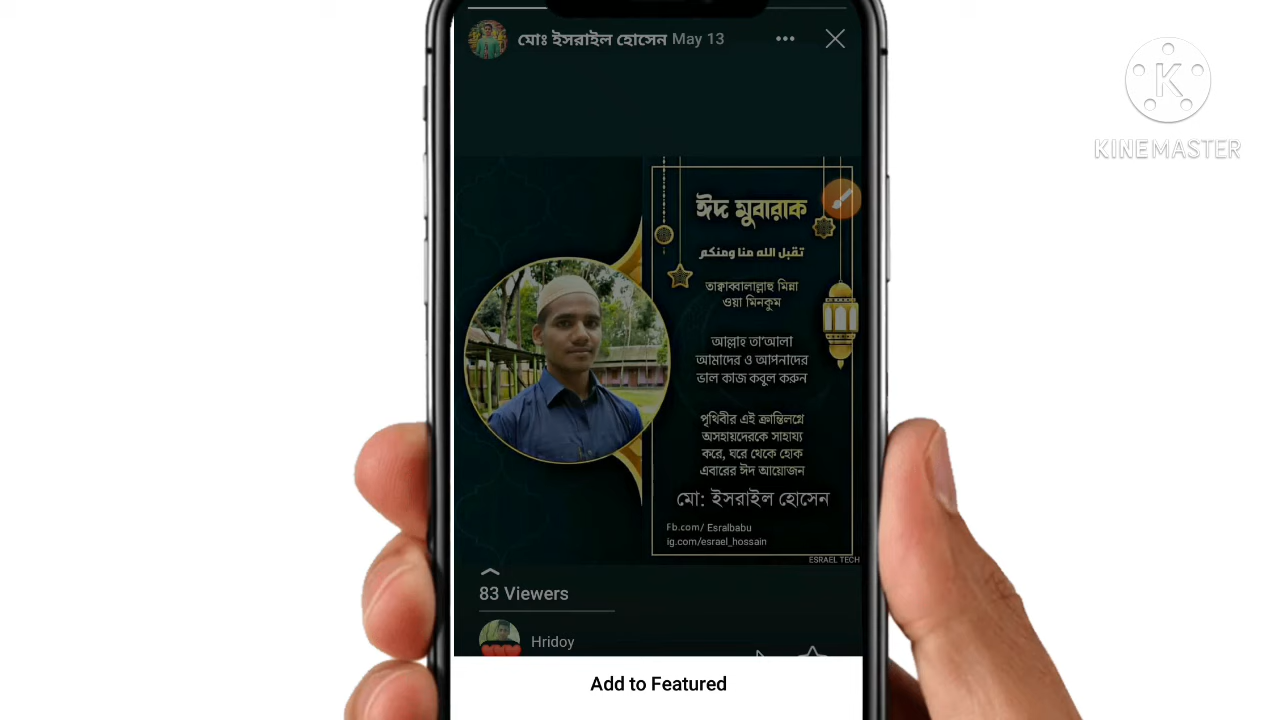 মোঃ ইসরাইল হোসেন May 13
KINEMASTER
ঈদ মুবারাক
تقبل الله منا ومنكم
তাক্বাব্বালাল্লাহু মিন্না
ওয়া মিনকুম
আল্লাহ তা'আলা
আমাদের ও আপনাদের
ভাল কাজ কবুল করুন
পৃথিবীর এই ক্রান্তিলগ্নে
অসহায়দেরকে সাহায্য
করে, ঘরে থেকে হোক
এবারের ঈদ আয়োজন
মো: ইসরাইল হোসেন
Fb.com/ Esralbabu
ig.com/esrael_hossain
ESRAEL TECH
83 Viewers
Hridoy
Add to Featured